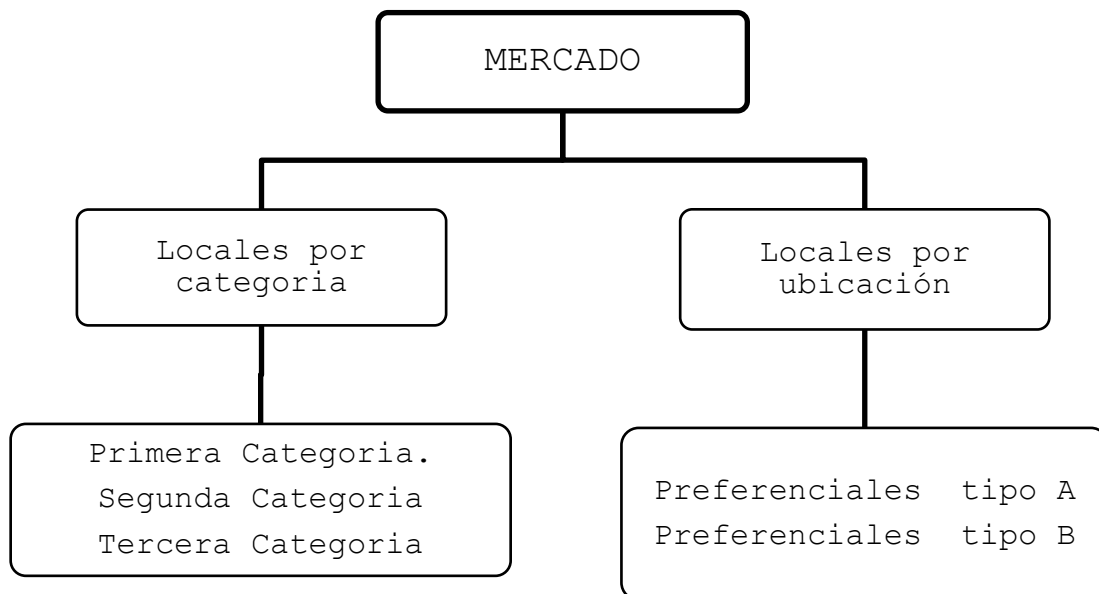 MERCADO
Locales por
categoria
Locales por
ubicación
Primera Categoria.
Segunda Categoria
Tercera Categoria
Preferenciales  tipo A
Preferenciales  tipo B